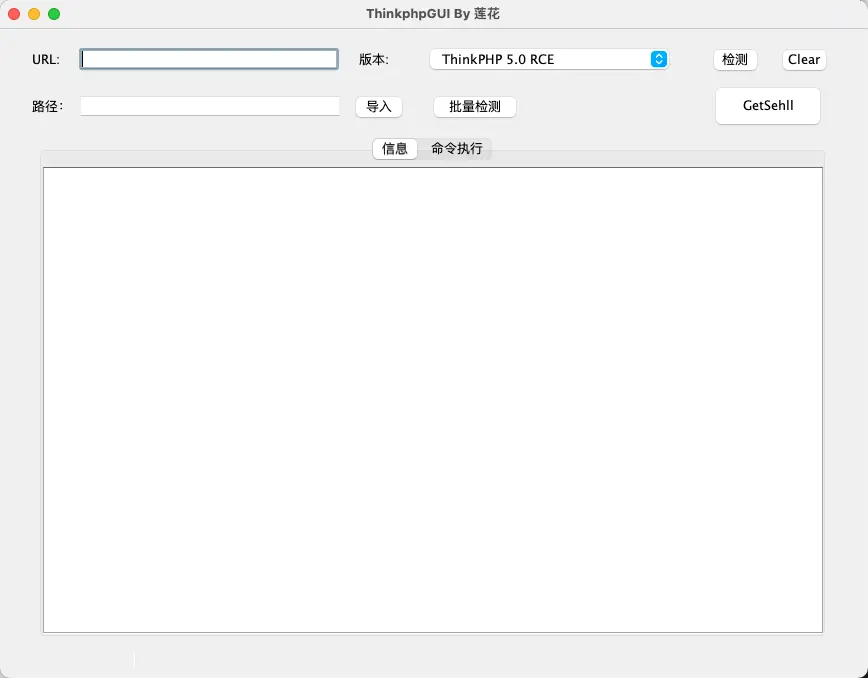 ThinkphpGUI By 莲花
URL:
版本:
ThinkPHP 5.0 RCE
检测
Clear
路径:
导入
批量检测
GetSehll
信息
命令执行